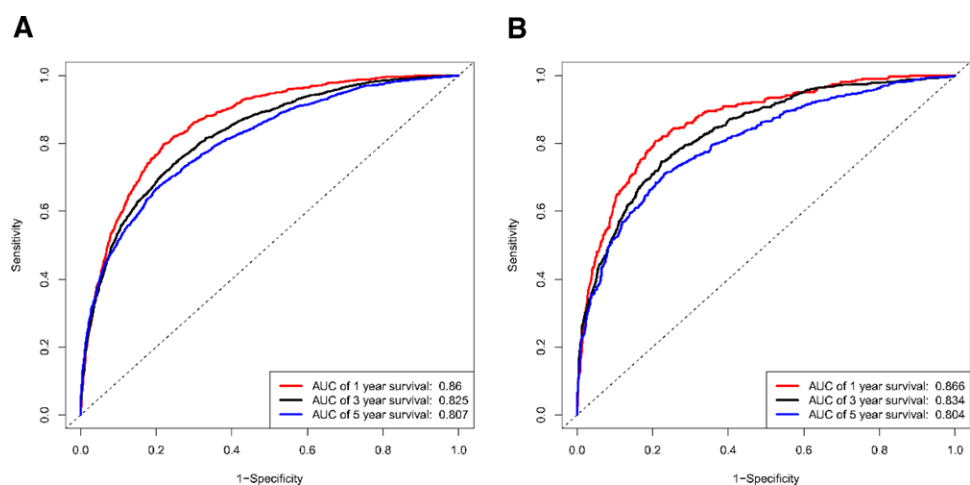 A
Sensitivity
1.0
0.8
0.6
0.4
0.2
0.0
AUC of 1 year survival: 0.86
AUC of 3 year survival: 0.825
AUC of 5 year survival: 0.807
0.0 0.2 0.4 0.6 0.8 1.0
1−Specificity
B
Sensitivity
1.0
0.8
0.6
0.4
0.2
0.0
AUC of 1 year survival: 0.866
AUC of 3 year survival: 0.834
AUC of 5 year survival: 0.804
0.0 0.2 0.4 0.6 0.8 1.0
1−Specificity